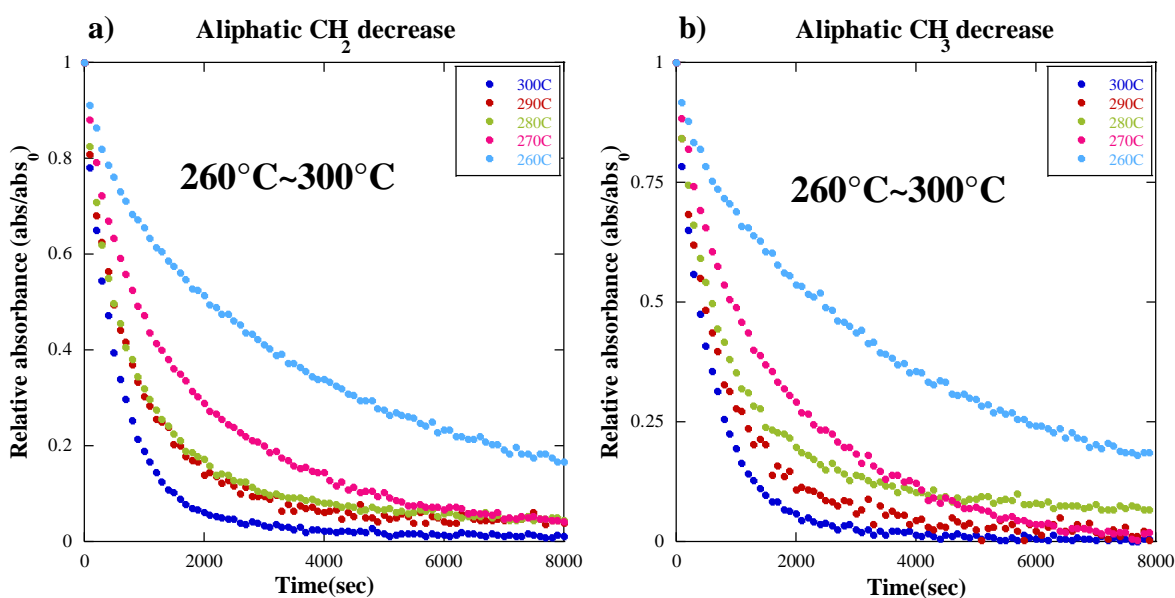 a) Aliphatic CH2 decrease
1
0.8
0.6
0.4
0.2
0
Relative absorbance (abs/abs0)
300C
290C
280C
270C
260C
260°C~300°C
0 2000 4000 6000 8000
Time(sec)
b) Aliphatic CH3 decrease
1
0.75
0.5
0.25
0
Relative absorbance (abs/abs0)
300C
290C
280C
270C
260C
260°C~300°C
0 2000 4000 6000 8000
Time(sec)